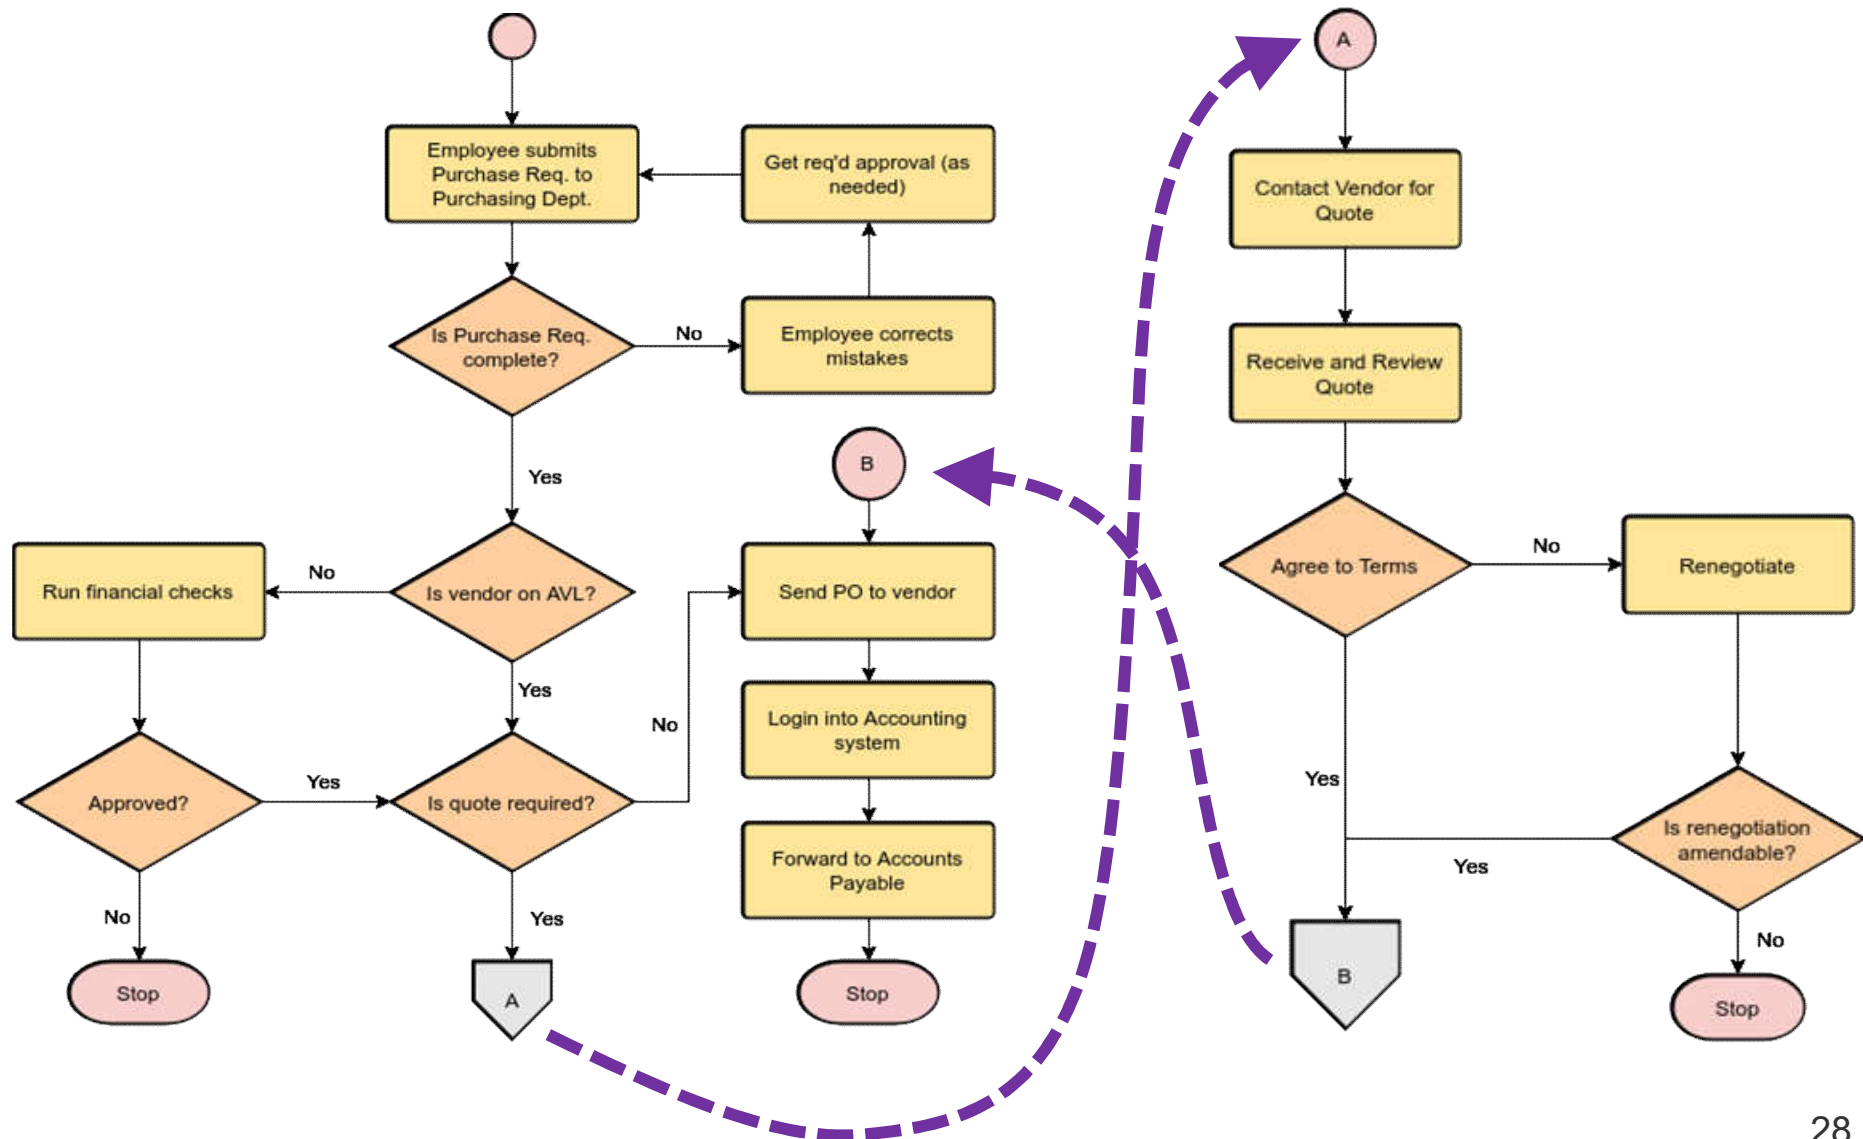 Employee submits
Purchase Req. to
Purchasing Dept.
Get req'd approval (as
needed)
Is Purchase Req.
complete?
No
Employee corrects
mistakes
Yes
B
Run financial checks
No
Is vendor on AVL?
Send PO to vendor
Yes
No
Login into Accounting
system
Approved?
Yes
Is quote required?
Forward to Accounts
Payable
No
Yes
Stop
A
Stop
A
Contact Vendor for
Quote
Receive and Review
Quote
Agree to Terms
No
Renegotiate
Yes
Is renegotiation
amendable?
Yes
No
B
Stop
28